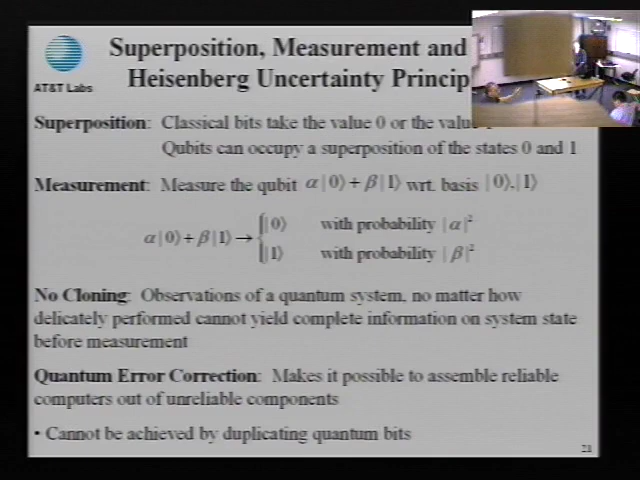 Superposition, Measurement and
Heisenberg Uncertainty Princip
AT&T Labs
Superposition: Classical bits take the value 0 or the value
Qubits can occupy a superposition of the states 0 and 1
Measurement: Measure the qubit α|0⟩+β|1⟩ wrt. basis |0⟩,|1⟩
|0⟩ with probability |α|²
α|0⟩+β|1⟩→
|1⟩ with probability |β|²
No Cloning: Observations of a quantum system, no matter how
delicately performed cannot yield complete information on system state
before measurement
Quantum Error Correction: Makes it possible to assemble reliable
computers out of unreliable components
• Cannot be achieved by duplicating quantum bits